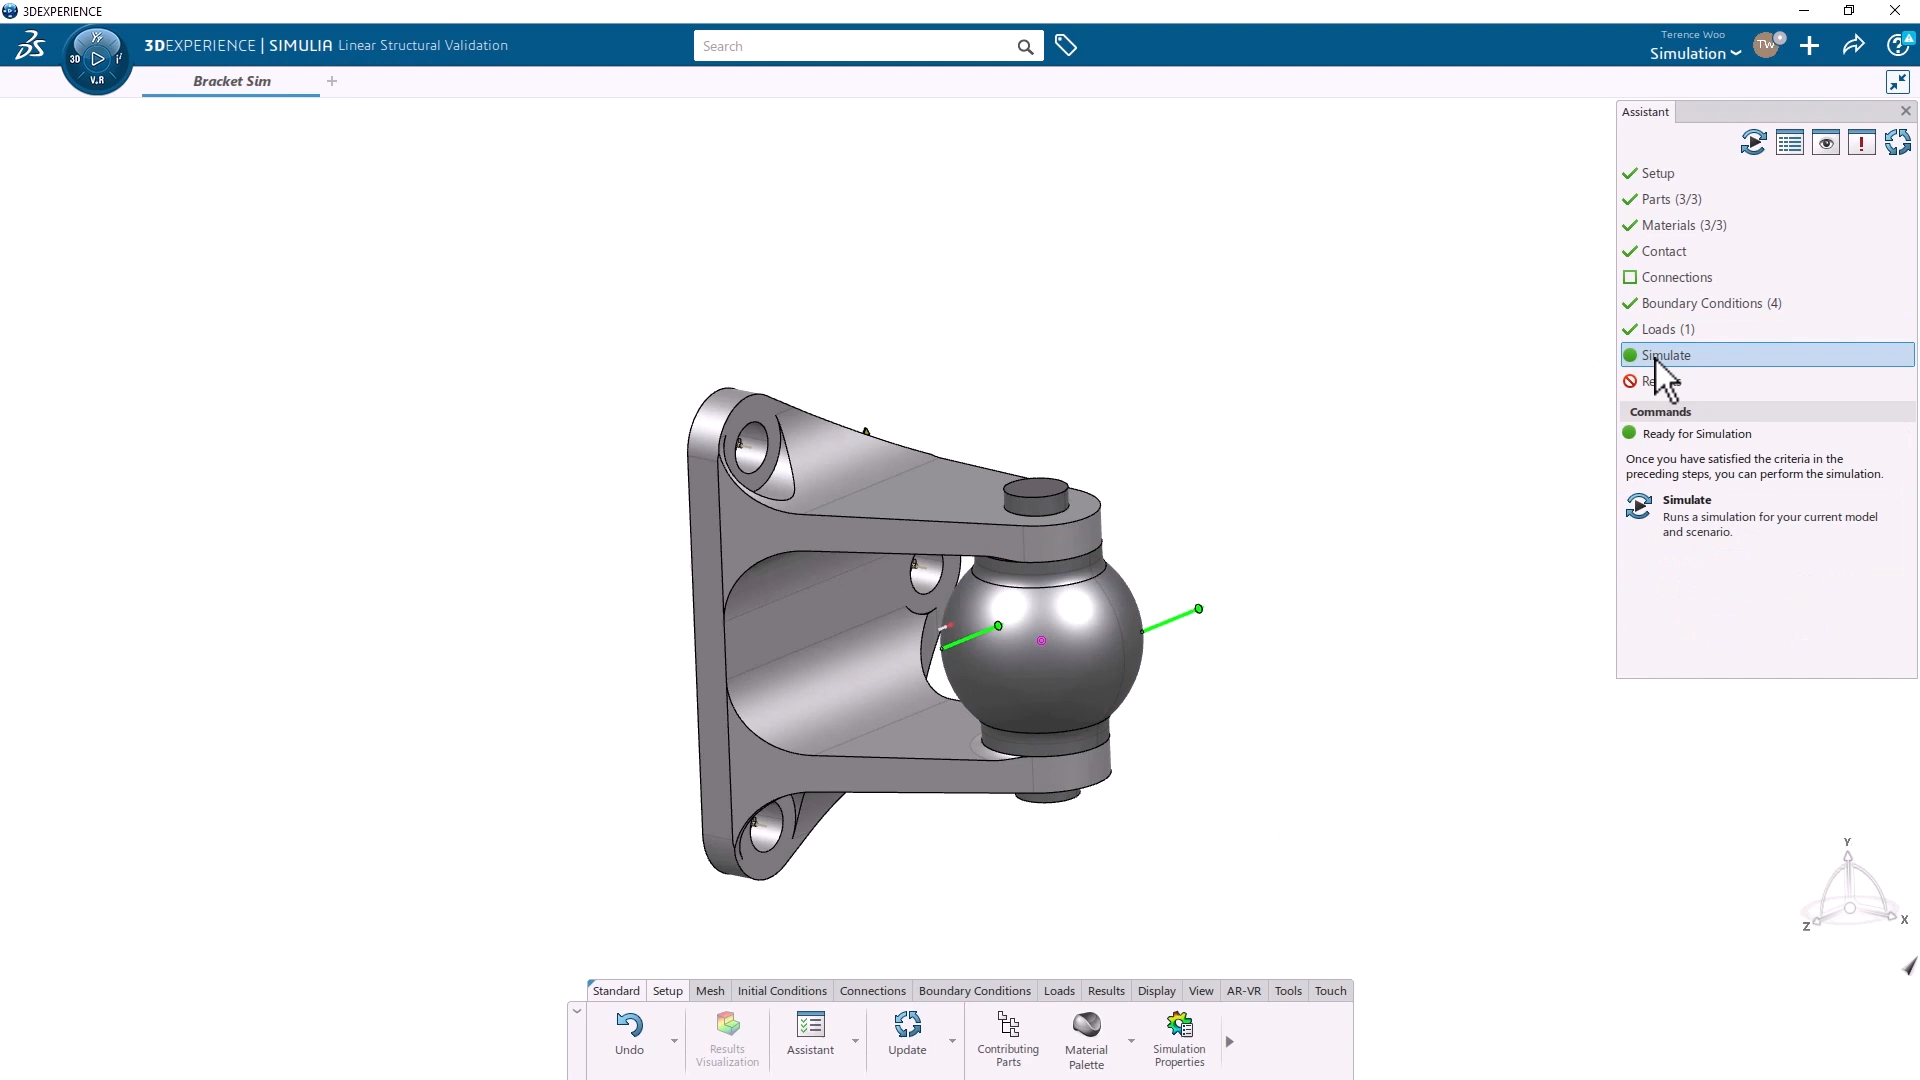 3DEXPERIENCE
3DEXPERIENCE | SIMULIA Linear Structural Validation
3D
V.R
Search
Terence Woo
Simulation
TW
Bracket Sim
Assistant
Setup
Parts (3/3)
Materials (3/3)
Contact
Connections
Boundary Conditions (4)
Loads (1)
Simulate
Commands
Ready for Simulation
Once you have satisfied the criteria in the
preceding steps, you can perform the simulation.
Simulate
Runs a simulation for your current model
and scenario.
Y
Z
X
Standard Setup Mesh Initial Conditions Connections Boundary Conditions Loads Results Display View AR-VR Tools Touch
Undo
Results
Visualization
Assistant
Update
Contributing
Parts
Material
Palette
Simulation
Properties